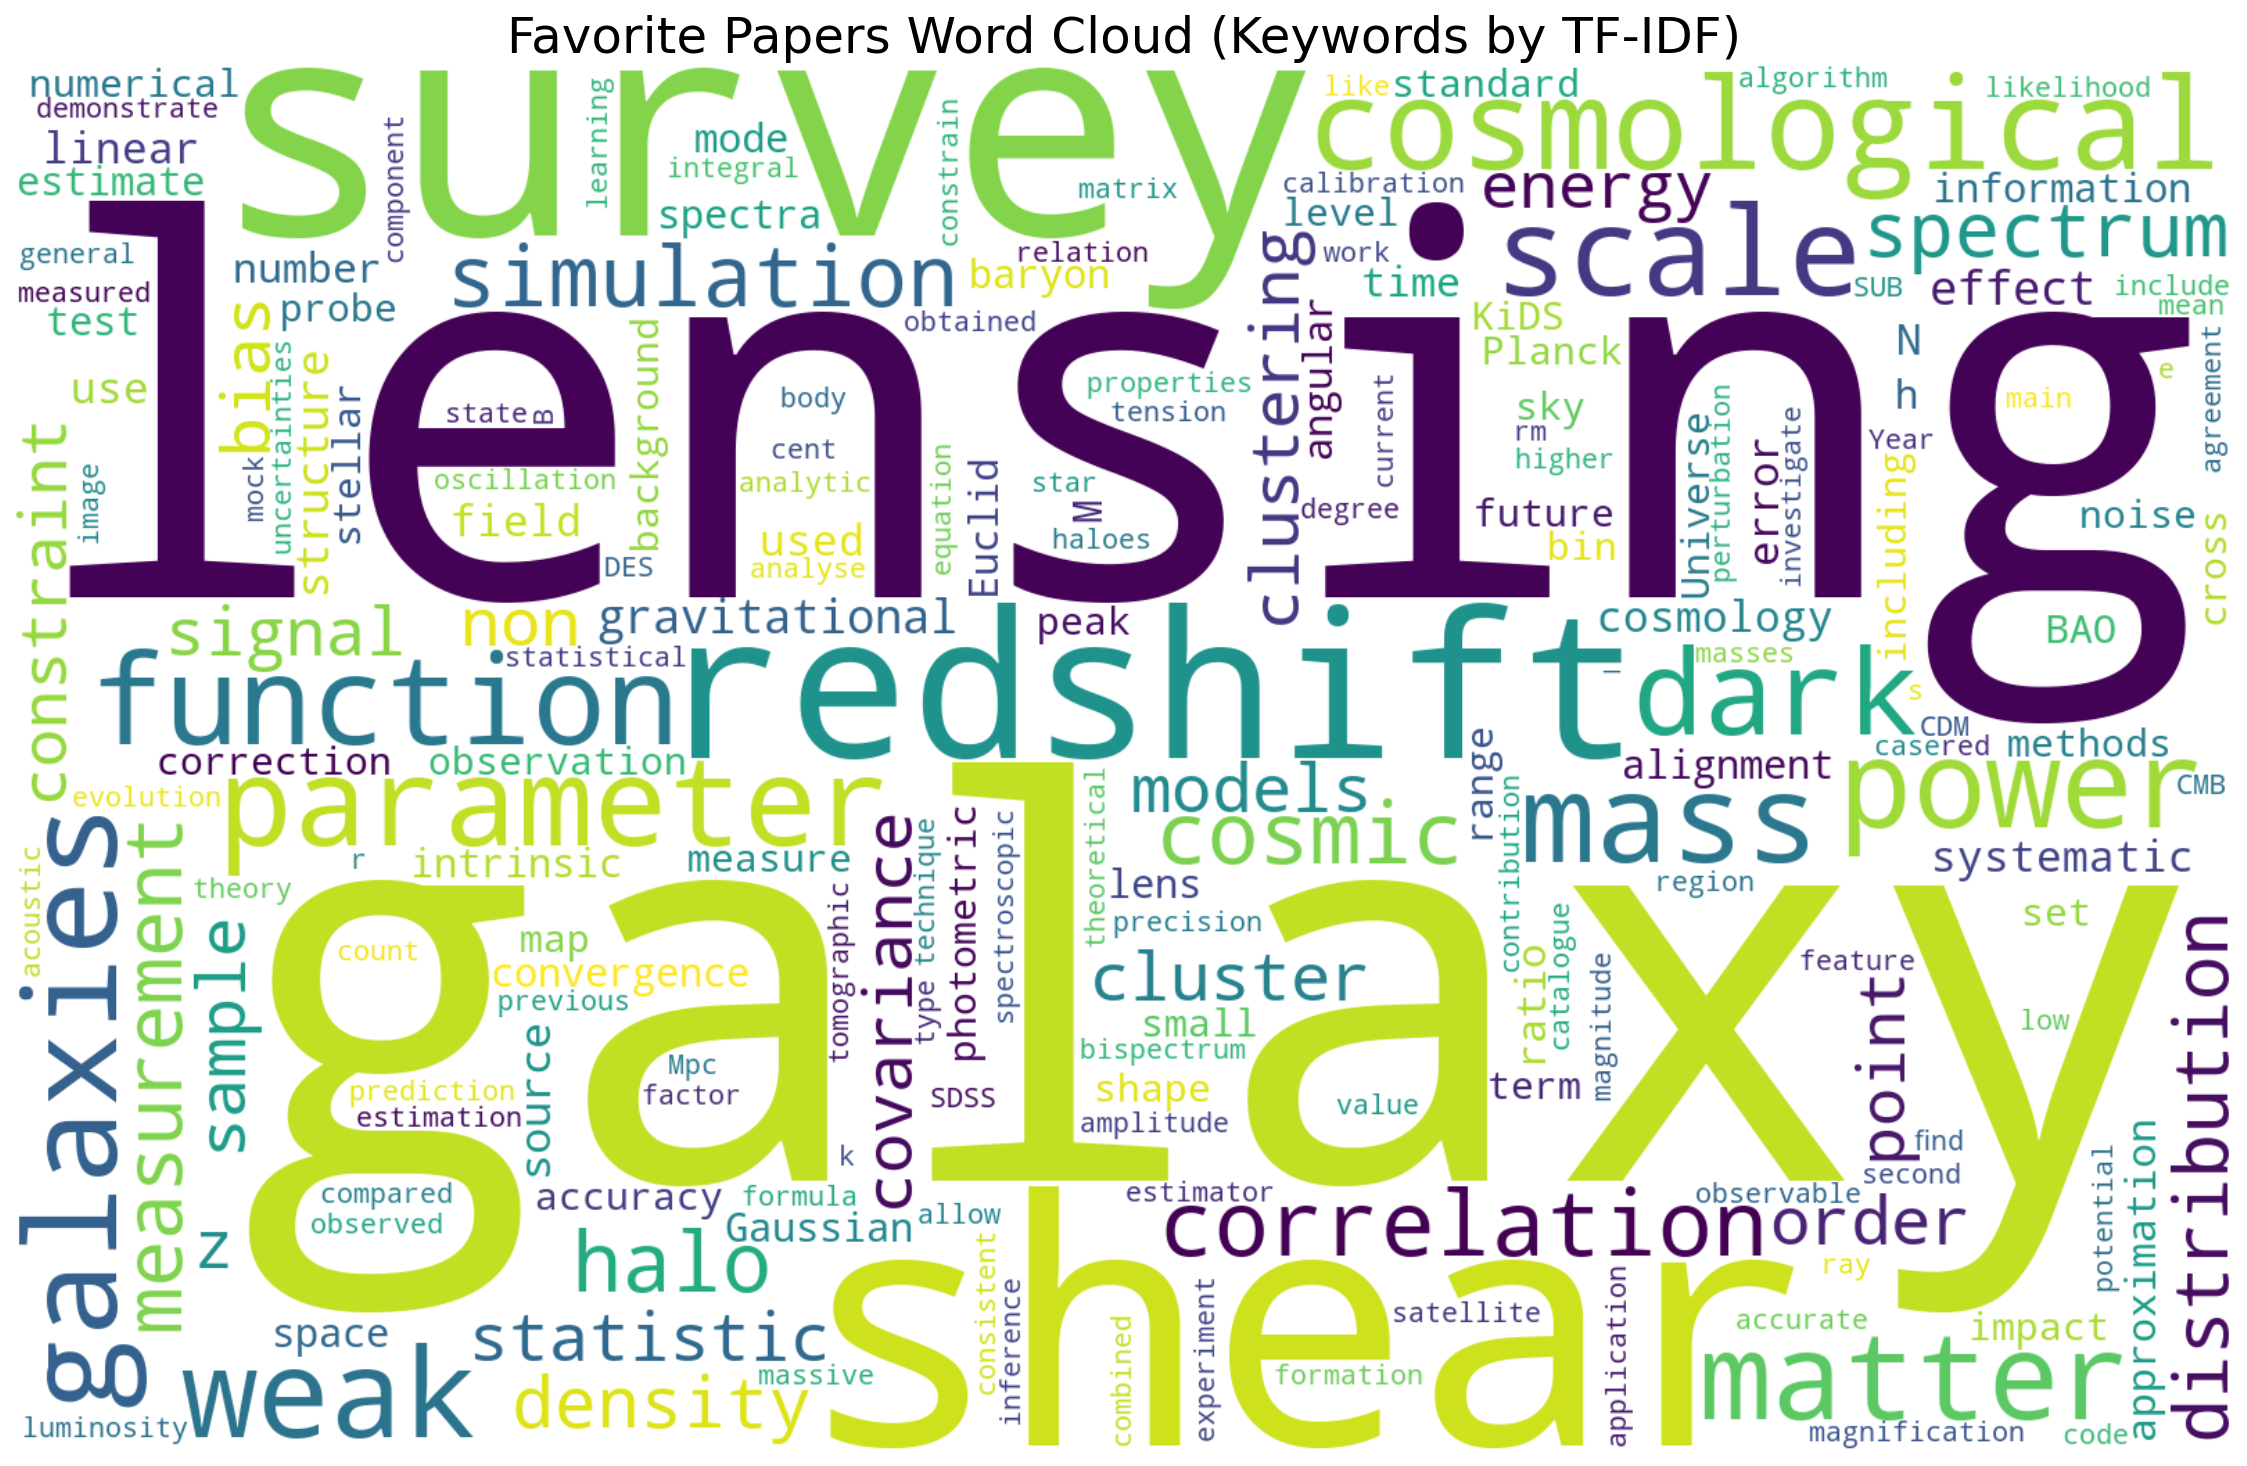 Favorite Papers Word Cloud (Keywords by TF-IDF)
numerical
survey
like
standard
algorithm
likelihood
demonstrate
learning
cosmological
component
constrain
mode
linear
integral
estimate
spectra
matrix
calibration
energy
information
level
scale
spectrum
general
number
simulation
relation
baryon
work
time
SUB
effect
include
mean
measured
probe
test
obtained
clustering
angular
KiDS
Planck
N
h
lensing
use
bias
uncertainties
structure
stellar
mock
background
state
B
body
properties
tension
cent
current
sky
rm
higher
Universe
perturbation
error
investigate
Year
main
e
agreement
oscillation
analytic
star
M
degree
field
used
equation
Euclid
haloes
future
bin
including
noise
cross
DES
analyse
image
constraint
signal
non
gravitational
peak
cosmology
BAO
statistical
masses
function
redshift
dark
s
CDM
case
red
methods
correction
observation
range
alignment
evolution
parameter
models
mass
power
CMB
theoretical
cosmic
contribution
galaxies
measurement
r
intrinsic
measure
covariance
technique
photometric
spectroscopic
lens
region
systematic
acoustic
theory
sample
galaxy
tomographic
precision
set
count
map
convergence
previous
cluster
ratio
catalogue
magnitude
feature
point
low
distribution
type
small
bispectrum
source
Mpc
factor
SDSS
shape
value
term
prediction
estimation
amplitude
k
find
second
approximation
potential
compared
observed
accuracy
formula
Gaussian
allow
estimator
correlation
observable
order
z
halo
shear
ray
space
statistic
consistent
inference
combined
experiment
satellite
application
accurate
impact
weak
density
massive
formation
matter
luminosity
magnification
code